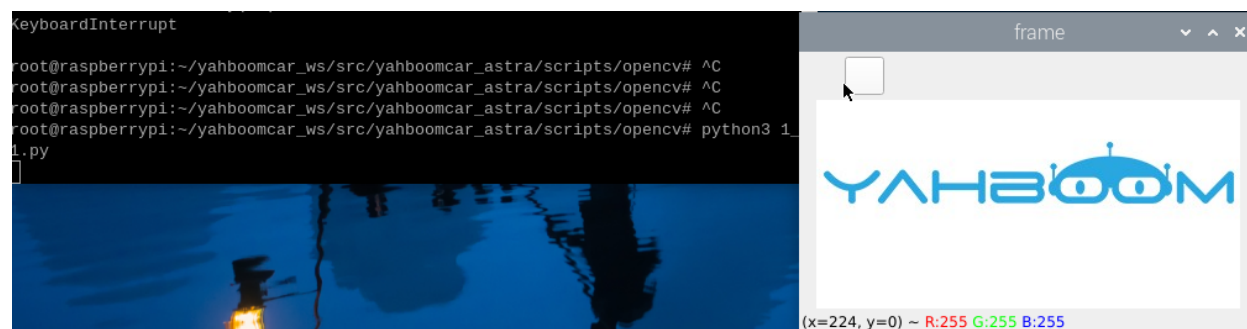 KeyboardInterrupt
root@raspberrypi:~/yahboomcar_ws/src/yahboomcar_astra/scripts/opencv# ^C
root@raspberrypi:~/yahboomcar_ws/src/yahboomcar_astra/scripts/opencv# ^C
root@raspberrypi:~/yahboomcar_ws/src/yahboomcar_astra/scripts/opencv# ^C
root@raspberrypi:~/yahboomcar_ws/src/yahboomcar_astra/scripts/opencv# python3 1_
1.py
frame
YAHBOOM
(x=224, y=0) ~ R:255 G:255 B:255